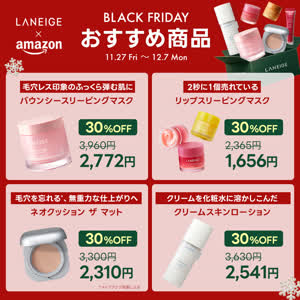 LANEIGE
×
amazon
BLACK FRIDAY
おすすめ商品
11.27 Fri ～ 12.7 Mon
毛穴レス印象のふっくら弾む肌に
バウンシースリーピングマスク
30%OFF
3,960円
2,772円
2秒に1個売れている
リップスリーピングマスク
30%OFF
2,365円
1,656円
毛穴を忘れる、無重力な仕上がりへ
ネオクッション ザ マット
30%OFF
3,300円
2,310円
クリームを化粧水に溶かしこんだ
クリームスキンローション
30%OFF
3,630円
2,541円